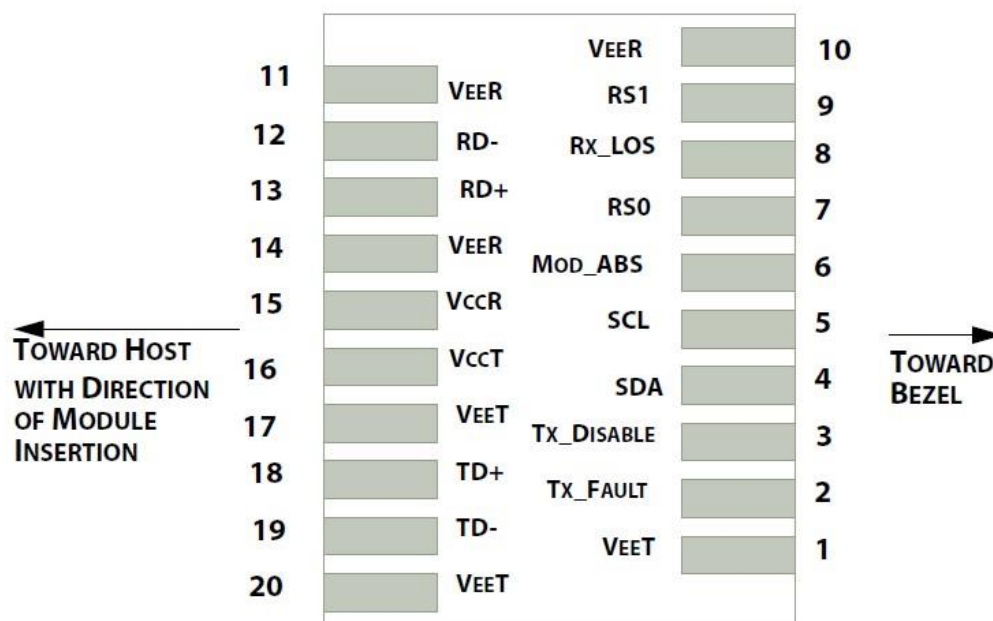 11 VEER
12 RD-
13 RD+
14 VEER
15 VCCR
16 VCCT
17 VEET
18 TD+
19 TD-
20 VEET
VEER 10
RS1 9
RX_LOS 8
RS0 7
MOD_ABS 6
SCL 5
SDA 4
TX_DISABLE 3
TX_FAULT 2
VEET 1
TOWARD HOST
WITH DIRECTION
OF MODULE
INSERTION
TOWARD
BEZEL